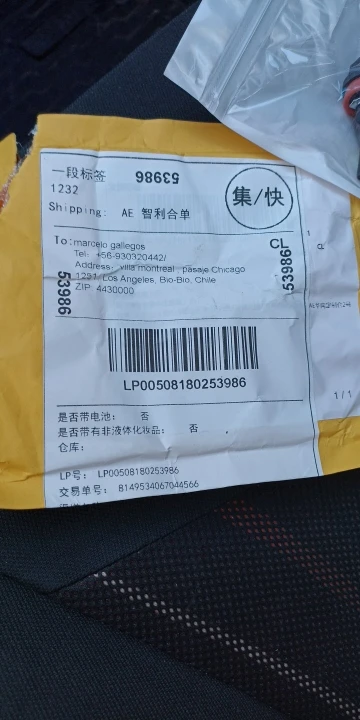 一段标签 53986
1232
集/快
Shipping: AE 智利合单
To: marcelo gallegos
CL
Tel: +56-930320442/
Address: villa montreal, pasaje Chicago
1291, Los Angeles, Bio-Bio, Chile
ZIP: 4430000
53986
53986
LP00508180253986
1 / 1
是否带电池: 否
是否带有非液体化妆品: 否
仓库:
LP号: LP00508180253986
交易单号: 8149534067044566